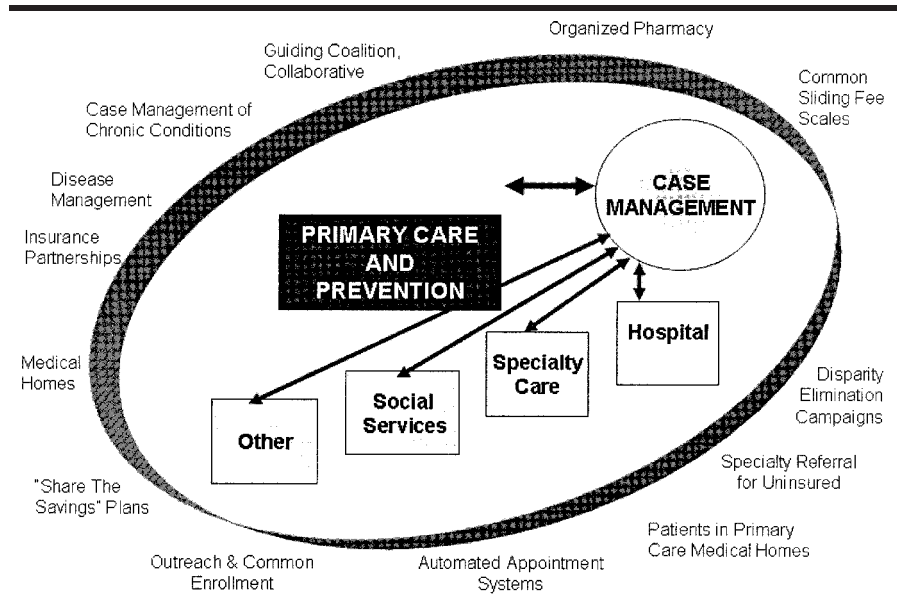 Organized Pharmacy
Guiding Coalition,
Collaborative
Common
Sliding Fee
Scales
Case Management of
Chronic Conditions
Disease
Management
Insurance
Partnerships
Medical
Homes
"Share The
Savings" Plans
Outreach & Common
Enrollment
Automated Appointment
Systems
Patients in Primary
Care Medical Homes
Specialty Referral
for Uninsured
Disparity
Elimination
Campaigns
CASE
MANAGEMENT
PRIMARY CARE
AND
PREVENTION
Hospital
Specialty
Care
Social
Services
Other